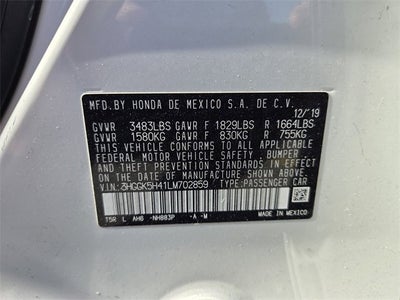 MFD.BY HONDA DE MEXICO S.A. DE C.V.
12/'19
GVWR 3483LBS GAWR F 1829LBS R 1664LBS
GVWR 1580KG GAWR F 830KG R 755KG
THIS VEHICLE CONFORMS TO ALL APPLICABLE
FEDERAL MOTOR VEHICLE SAFETY, BUMPER,
AND THEFT PREVENTION STANDARDS IN EFFECT
ON THE DATE OF MANUFACTURE SHOWN ABOVE.
VIN:3HGGK5H41LM702859 TYPE:PASSENGER CAR
T5R L AH6 -NH883P -A -M
MADE IN MEXICO